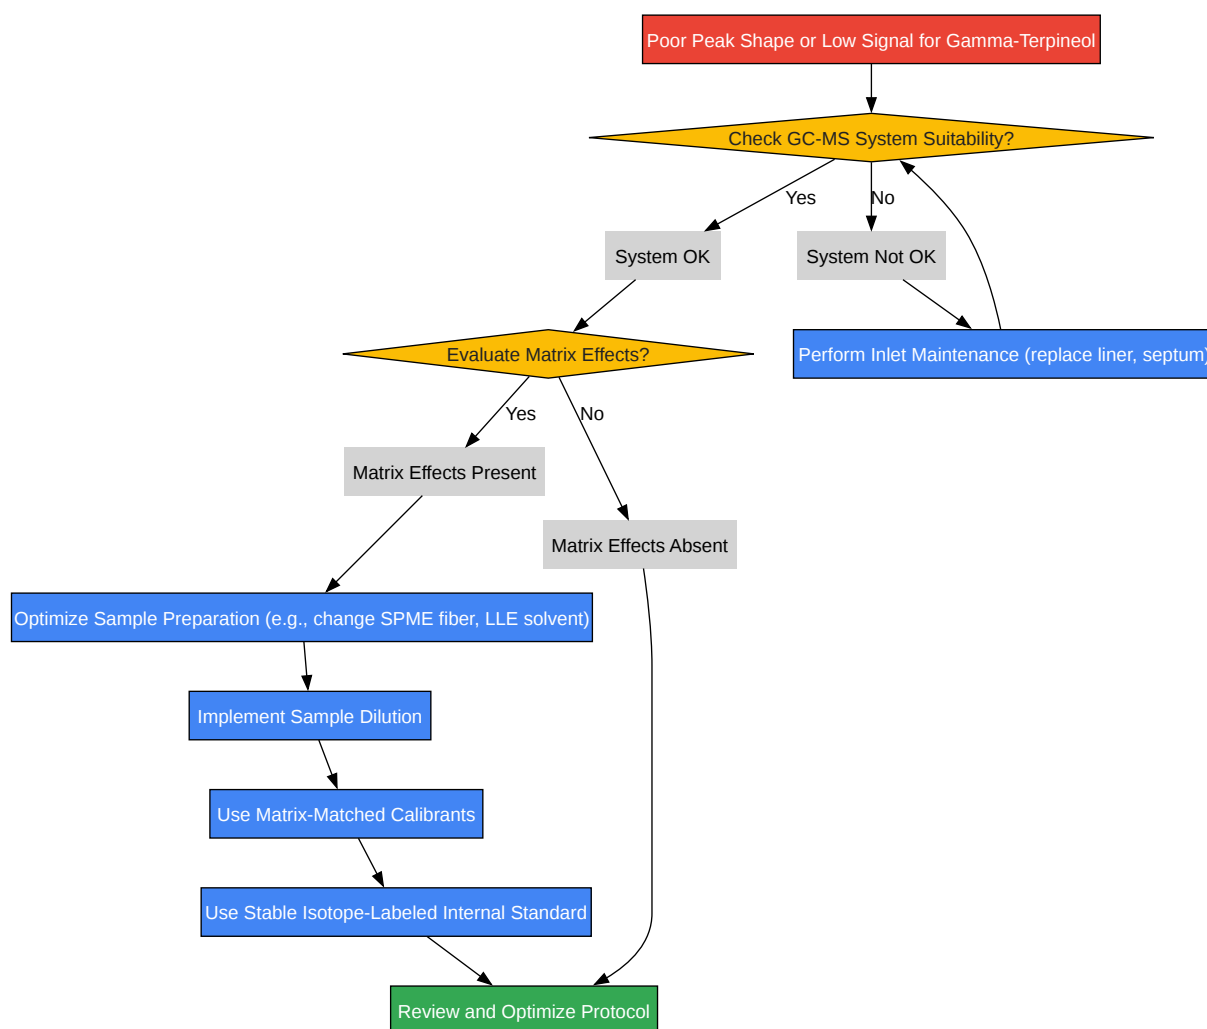 Poor Peak Shape or Low Signal for Gamma-Terpineol
Check GC-MS System Suitability?
Yes
No
System OK
System Not OK
Evaluate Matrix Effects?
Perform Inlet Maintenance (replace liner, septum)
Yes
No
Matrix Effects Present
Matrix Effects Absent
Optimize Sample Preparation (e.g., change SPME fiber, LLE solvent)
Implement Sample Dilution
Use Matrix-Matched Calibrants
Use Stable Isotope-Labeled Internal Standard
Review and Optimize Protocol